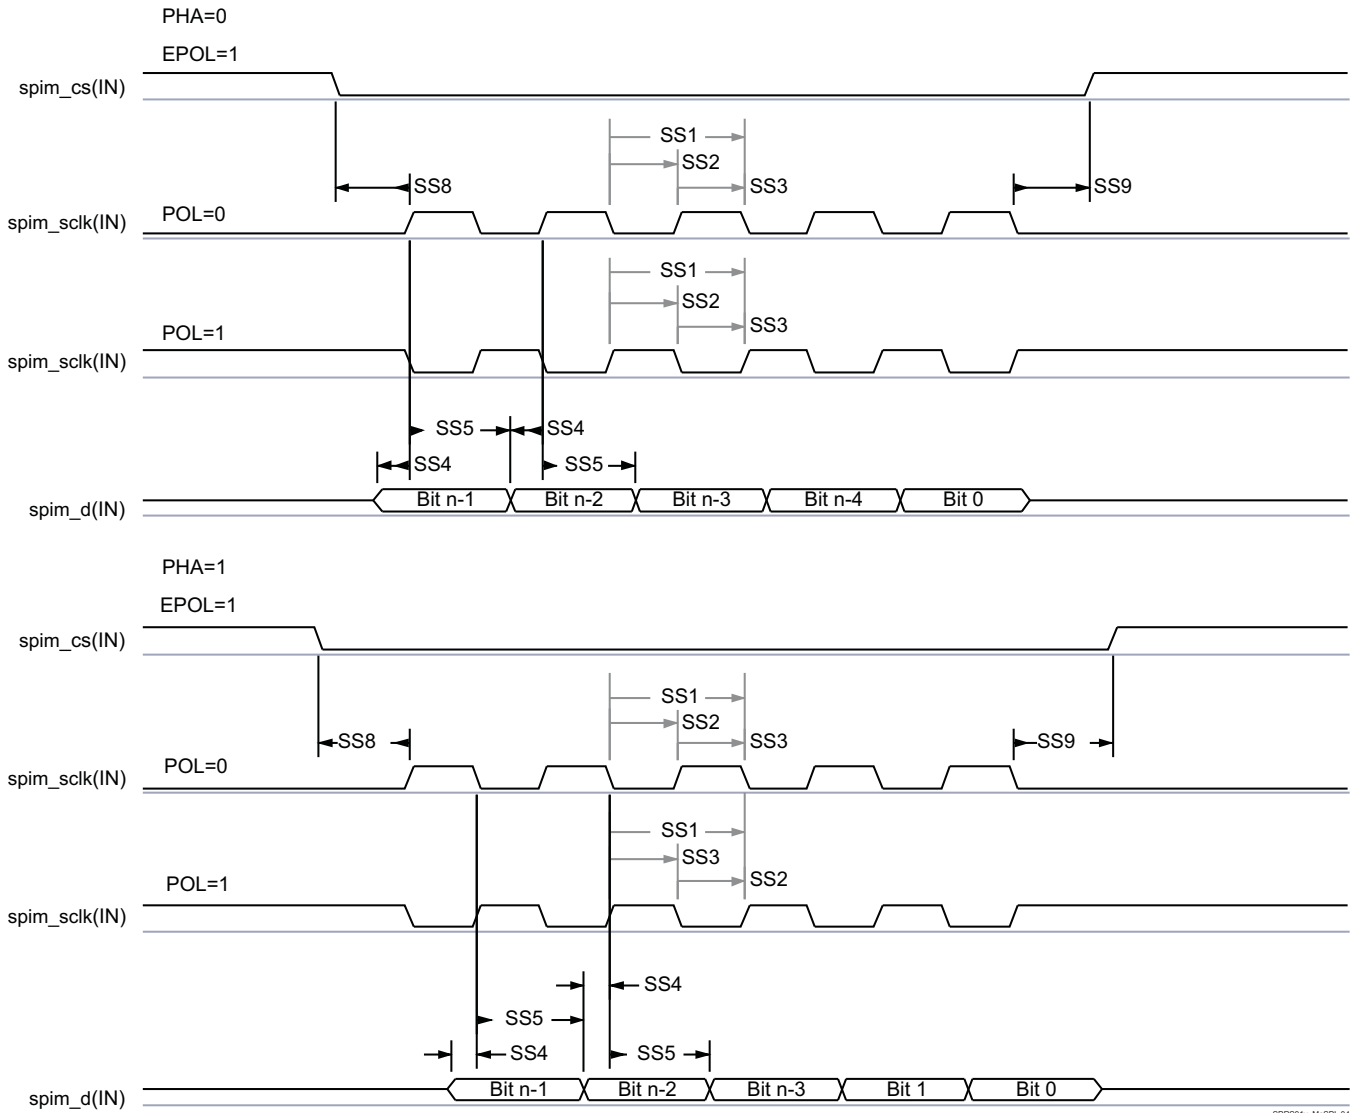 PHA=0
EPOL=1
spim_cs(IN)
SS1
SS2
SS8
SS3
SS9
POL=0
spim_sclk(IN)
SS1
SS2
SS3
POL=1
spim_sclk(IN)
SS5
SS4
SS4
SS5
Bit n-1
Bit n-2
Bit n-3
Bit n-4
Bit 0
spim_d(IN)
PHA=1
EPOL=1
spim_cs(IN)
SS1
SS2
SS8
SS3
SS9
POL=0
spim_sclk(IN)
SS1
SS3
SS2
POL=1
spim_sclk(IN)
SS4
SS5
SS4
SS5
Bit n-1
Bit n-2
Bit n-3
Bit 1
Bit 0
spim_d(IN)